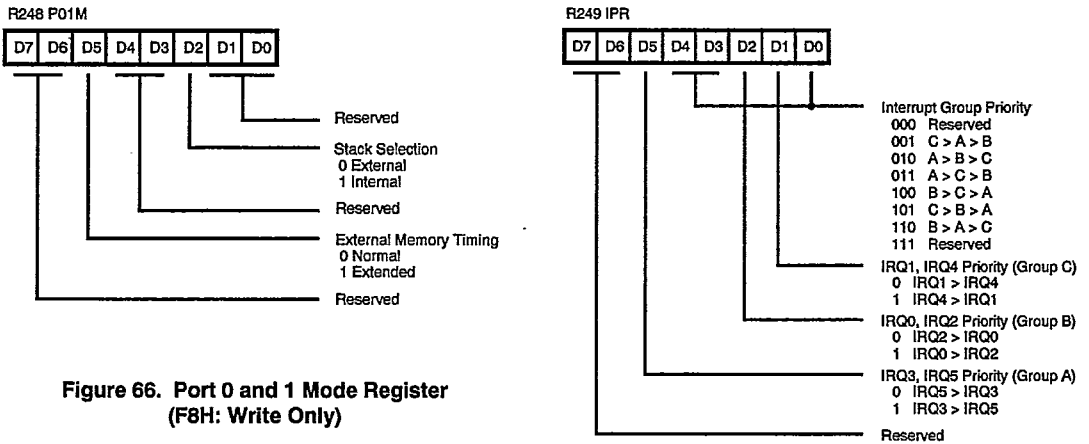 R248 P01M
D7 D6 D5 D4 D3 D2 D1 D0
Reserved
Stack Selection
0 External
1 Internal
Reserved
External Memory Timing
0 Normal
1 Extended
Reserved
Figure 66. Port 0 and 1 Mode Register
(F8H: Write Only)
R249 IPR
D7 D6 D5 D4 D3 D2 D1 D0
Interrupt Group Priority
000 Reserved
001 C > A > B
010 A > B > C
011 A > C > B
100 B > C > A
101 C > B > A
110 B > A > C
111 Reserved
IRQ1, IRQ4 Priority (Group C)
0 IRQ1 > IRQ4
1 IRQ4 > IRQ1
IRQ0, IRQ2 Priority (Group B)
0 IRQ2 > IRQ0
1 IRQ0 > IRQ2
IRQ3, IRQ5 Priority (Group A)
0 IRQ5 > IRQ3
1 IRQ3 > IRQ5
Reserved